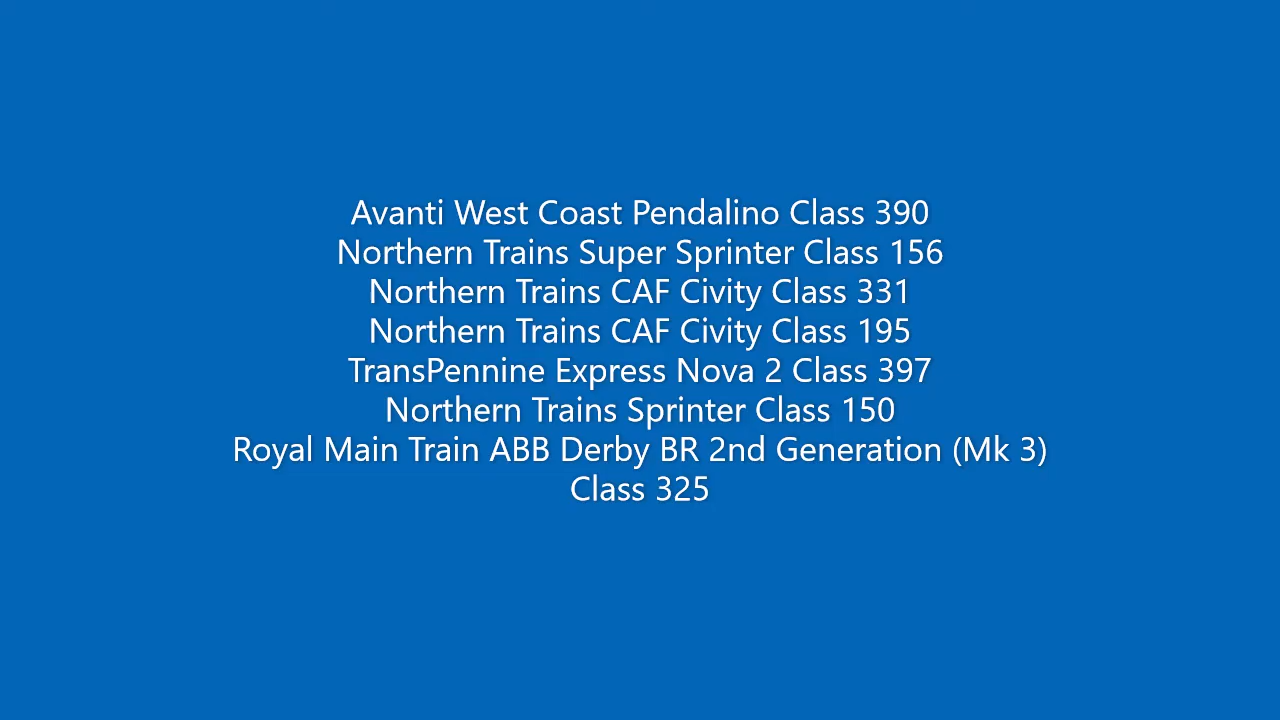 Avanti West Coast Pendalino Class 390
Northern Trains Super Sprinter Class 156
Northern Trains CAF Civity Class 331
Northern Trains CAF Civity Class 195
TransPennine Express Nova 2 Class 397
Northern Trains Sprinter Class 150
Royal Main Train ABB Derby BR 2nd Generation (Mk 3)
Class 325